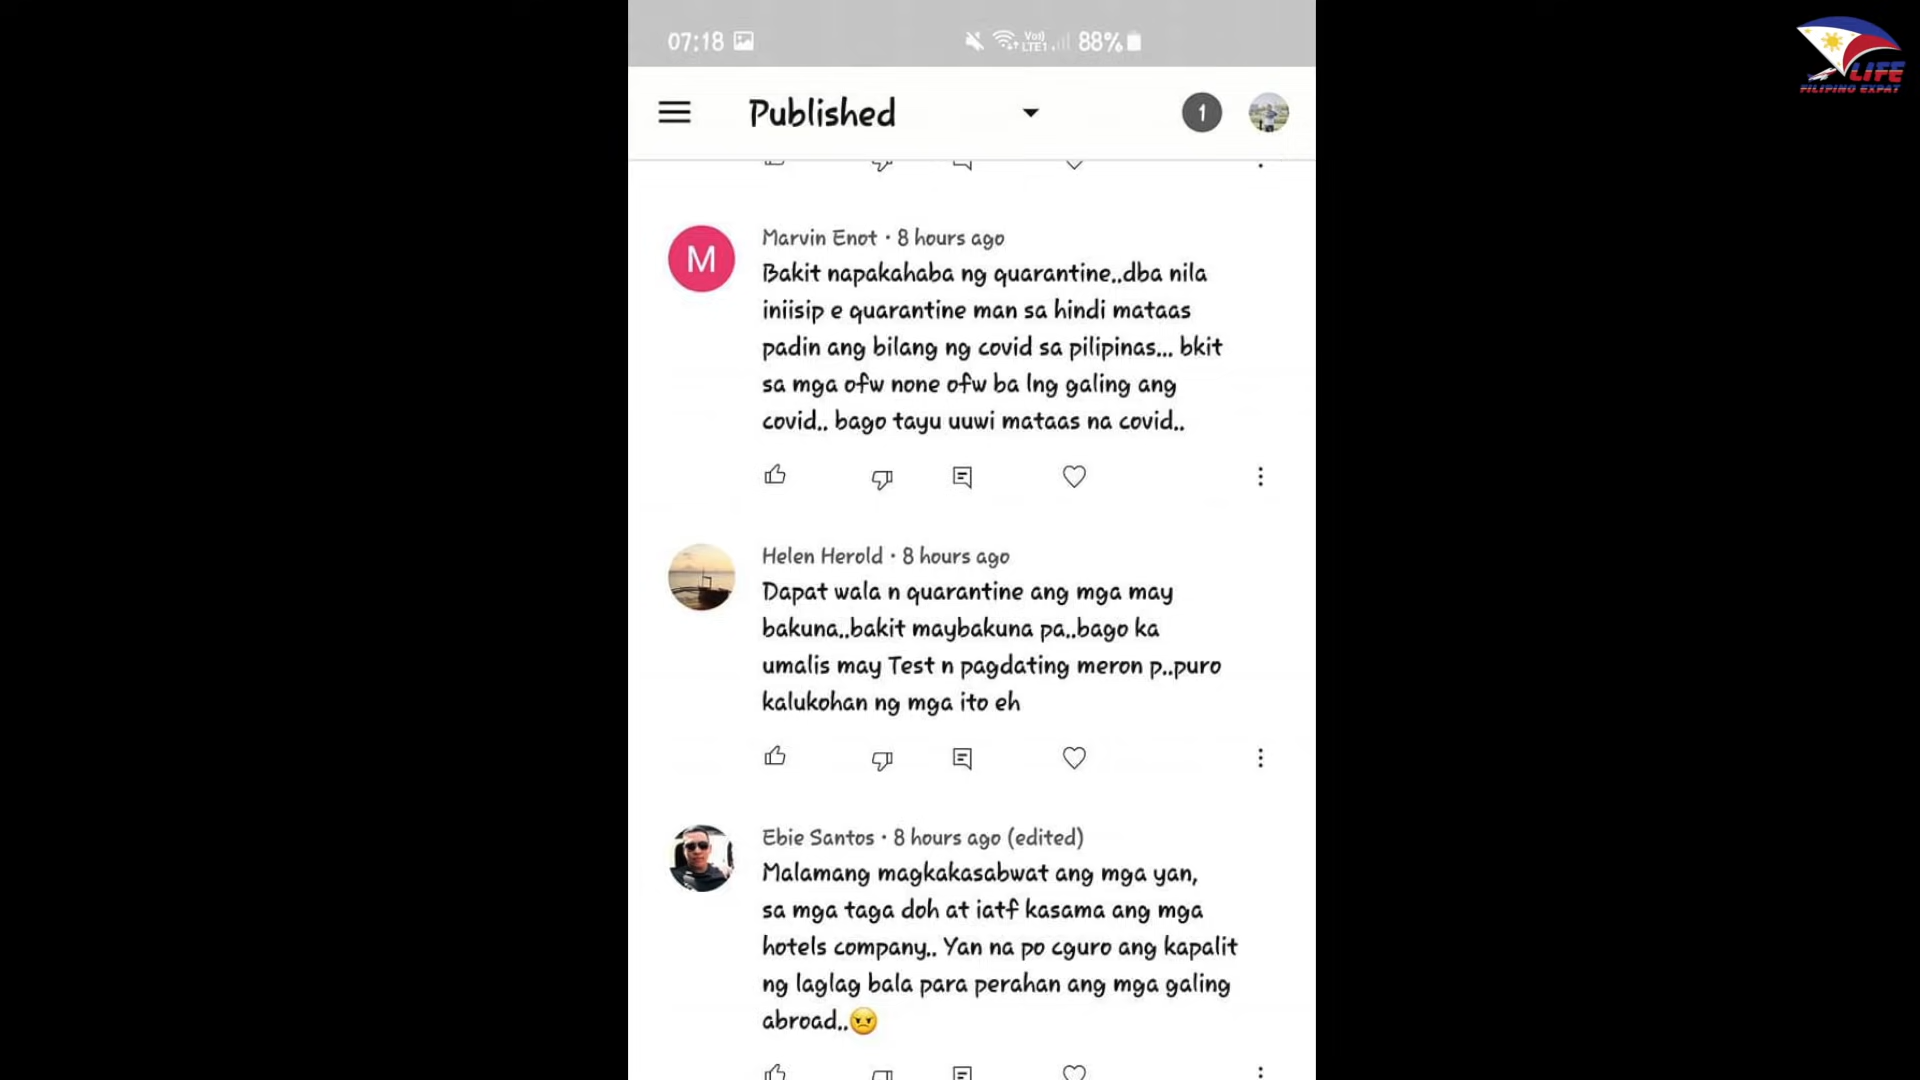 07:18
Vo)) LTE1 88%
LIFE
FILIPINO EXPAT
Published
1
M
Marvin Enot · 8 hours ago
Bakit napakahaba ng quarantine..dba nila
iniisip e quarantine man sa hindi mataas
padin ang bilang ng covid sa pilipinas... bkit
sa mga ofw none ofw ba lng galing ang
covid.. bago tayu uuwi mataas na covid..
Helen Herold · 8 hours ago
Dapat wala n quarantine ang mga may
bakuna..bakit maybakuna pa..bago ka
umalis may Test n pagdating meron p..puro
kalukohan ng mga ito eh
Ebie Santos · 8 hours ago (edited)
Malamang magkakasabwat ang mga yan,
sa mga taga doh at iatf kasama ang mga
hotels company.. Yan na po cguro ang kapalit
ng laglag bala para perahan ang mga galing
abroad..😠